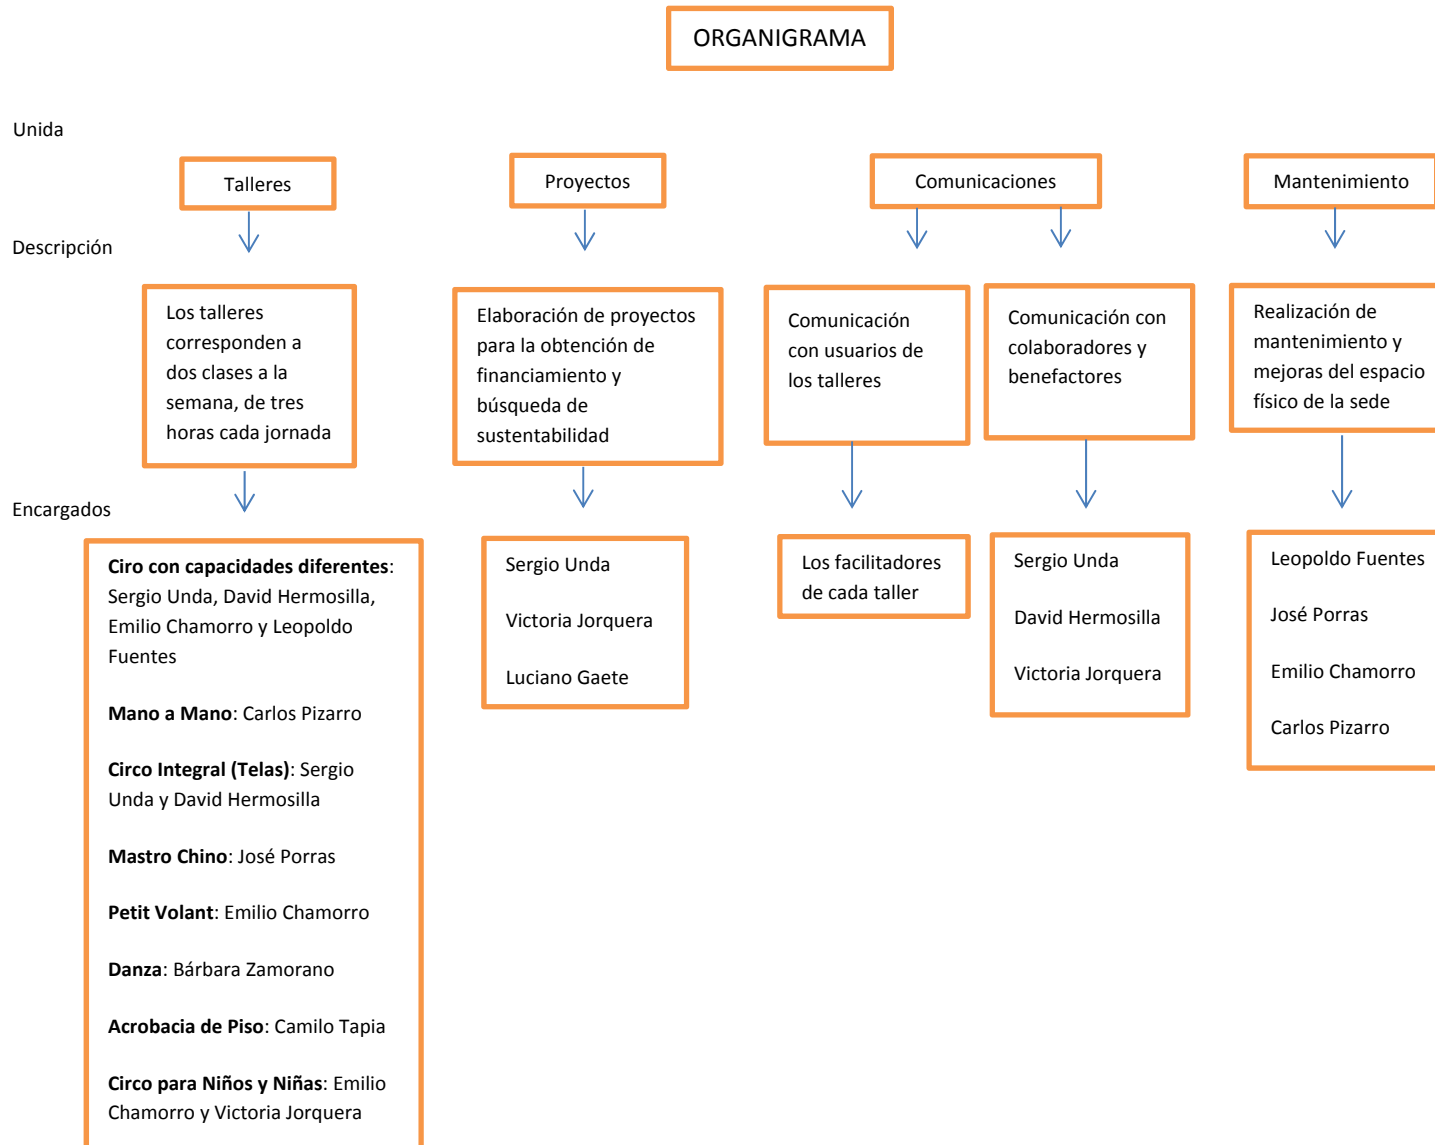 ORGANIGRAMA
Unida
Talleres
Proyectos
Comunicaciones
Mantenimiento
Descripción
Los talleres
corresponden a
dos clases a la
semana, de tres
horas cada jornada
Elaboración de proyectos
para la obtención de
financiamiento y
búsqueda de
sustentabilidad
Comunicación
con usuarios de
los talleres
Comunicación con
colaboradores y
benefactores
Realización de
mantenimiento y
mejoras del espacio
físico de la sede
Encargados
Ciro con capacidades diferentes:
Sergio Unda, David Hermosilla,
Emilio Chamorro y Leopoldo
Fuentes
Mano a Mano: Carlos Pizarro
Circo Integral (Telas): Sergio
Unda y David Hermosilla
Mastro Chino: José Porras
Petit Volant: Emilio Chamorro
Danza: Bárbara Zamorano
Acrobacia de Piso: Camilo Tapia
Circo para Niños y Niñas: Emilio
Chamorro y Victoria Jorquera
Sergio Unda
Victoria Jorquera
Luciano Gaete
Los facilitadores
de cada taller
Sergio Unda
David Hermosilla
Victoria Jorquera
Leopoldo Fuentes
José Porras
Emilio Chamorro
Carlos Pizarro